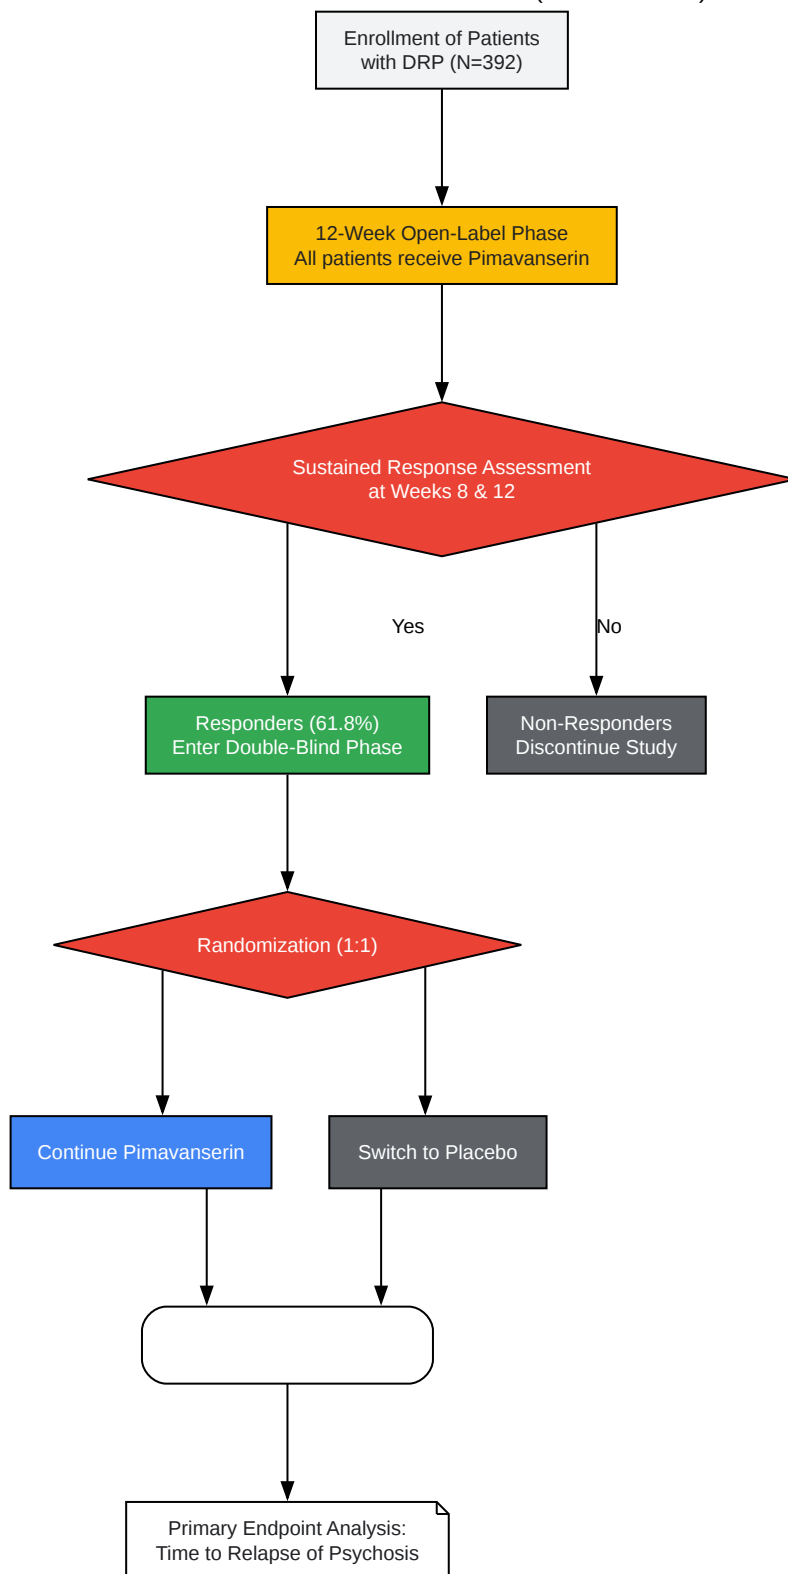 Enrollment of Patients
with DRP (N=392)
12-Week Open-Label Phase
All patients receive Pimavanserin
Sustained Response Assessment
at Weeks 8 & 12
Yes
No
Responders (61.8%)
Enter Double-Blind Phase
Non-Responders
Discontinue Study
Randomization (1:1)
Continue Pimavanserin
Switch to Placebo
Primary Endpoint Analysis:
Time to Relapse of Psychosis